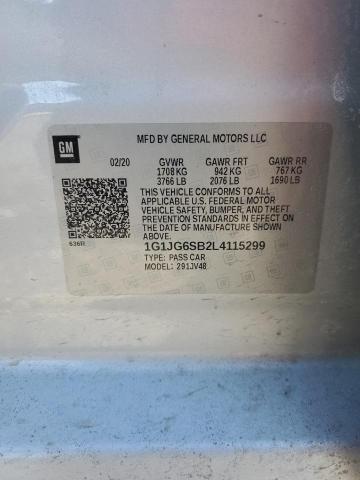 GM
MFD BY GENERAL MOTORS LLC
02/20 GVWR GAWR FRT GAWR RR
1708 KG 942 KG 767 KG
3766 LB 2076 LB 1690 LB
THIS VEHICLE CONFORMS TO ALL
APPLICABLE U.S. FEDERAL MOTOR
VEHICLE SAFETY, BUMPER, AND THEFT
PREVENTION STANDARDS IN EFFECT ON
THE DATE OF MANUFACTURE SHOWN
ABOVE.
636R
1G1JG6SB2L4115299
TYPE: PASS CAR
MODEL: 291JV48